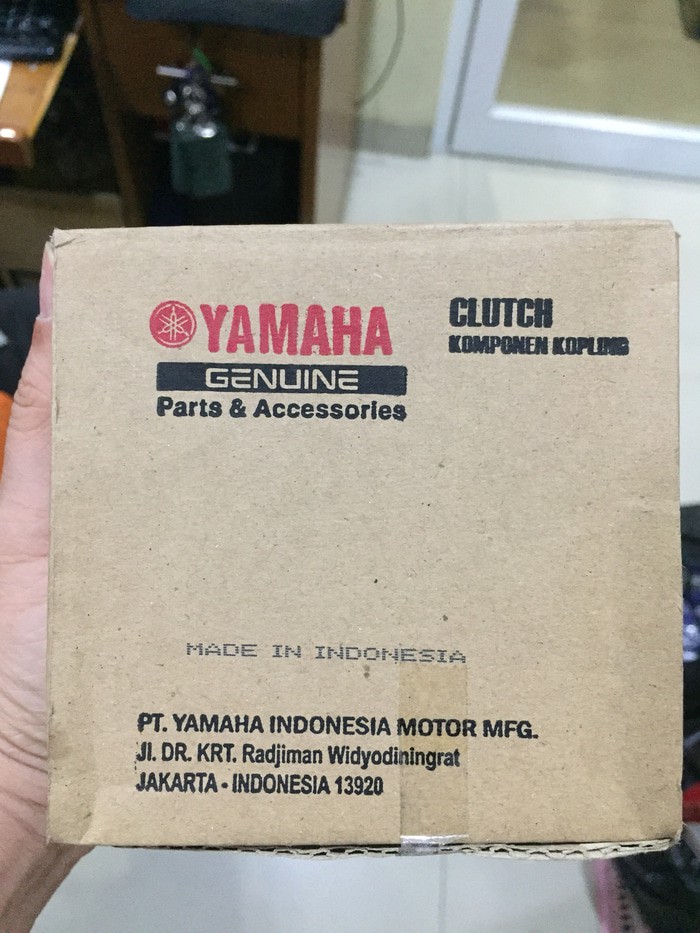 YAMAHA
GENUINE
Parts & Accessories
CLUTCH
KOMPONEN KOPLING
MADE IN INDONESIA
PT. YAMAHA INDONESIA MOTOR MFG.
Jl. DR. KRT. Radjiman Widyodiningrat
JAKARTA - INDONESIA 13920